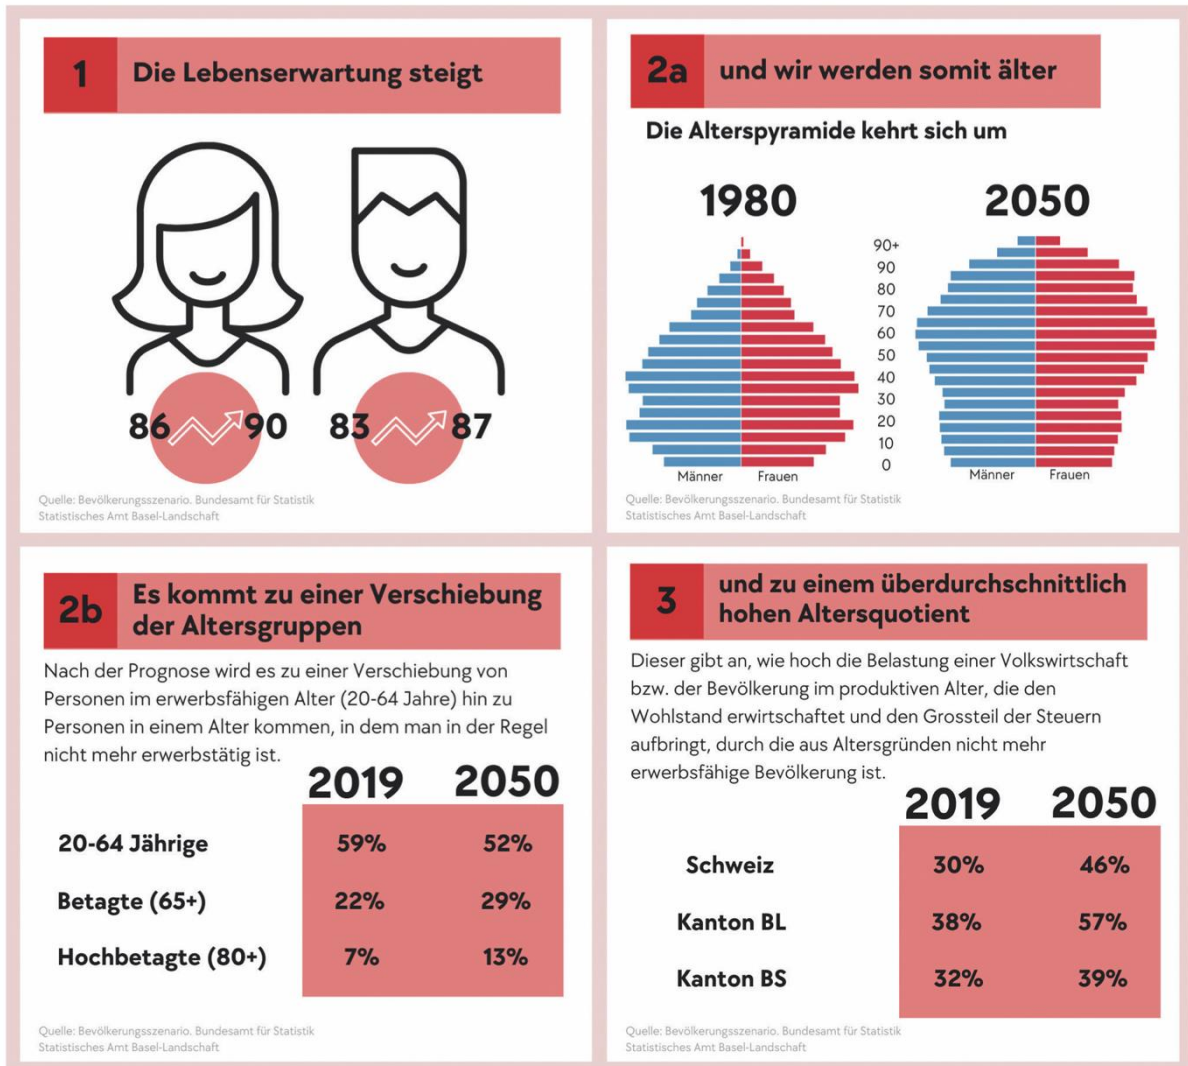 1
Die Lebenserwartung steigt
86
90
83
87
Quelle: Bevölkerungsszenario. Bundesamt für Statistik
Statistisches Amt Basel-Landschaft
2a
und wir werden somit älter
Die Alterspyramide kehrt sich um
1980
2050
90+
90
80
70
60
50
40
30
20
10
0
Männer
Frauen
Männer
Frauen
Quelle: Bevölkerungsszenario. Bundesamt für Statistik
Statistisches Amt Basel-Landschaft
2b
Es kommt zu einer Verschiebung
der Altersgruppen
Nach der Prognose wird es zu einer Verschiebung von
Personen im erwerbsfähigen Alter (20-64 Jahre) hin zu
Personen in einem Alter kommen, in dem man in der Regel
nicht mehr erwerbstätig ist.
2019 2050
20-64 Jährige 59% 52%
Betagte (65+) 22% 29%
Hochbetagte (80+) 7% 13%
Quelle: Bevölkerungsszenario. Bundesamt für Statistik
Statistisches Amt Basel-Landschaft
3
und zu einem überdurchschnittlich
hohen Altersquotient
Dieser gibt an, wie hoch die Belastung einer Volkswirtschaft
bzw. der Bevölkerung im produktiven Alter, die den
Wohlstand erwirtschaftet und den Grossteil der Steuern
aufbringt, durch die aus Altersgründen nicht mehr
erwerbsfähige Bevölkerung ist.
2019 2050
Schweiz 30% 46%
Kanton BL 38% 57%
Kanton BS 32% 39%
Quelle: Bevölkerungsszenario. Bundesamt für Statistik
Statistisches Amt Basel-Landschaft